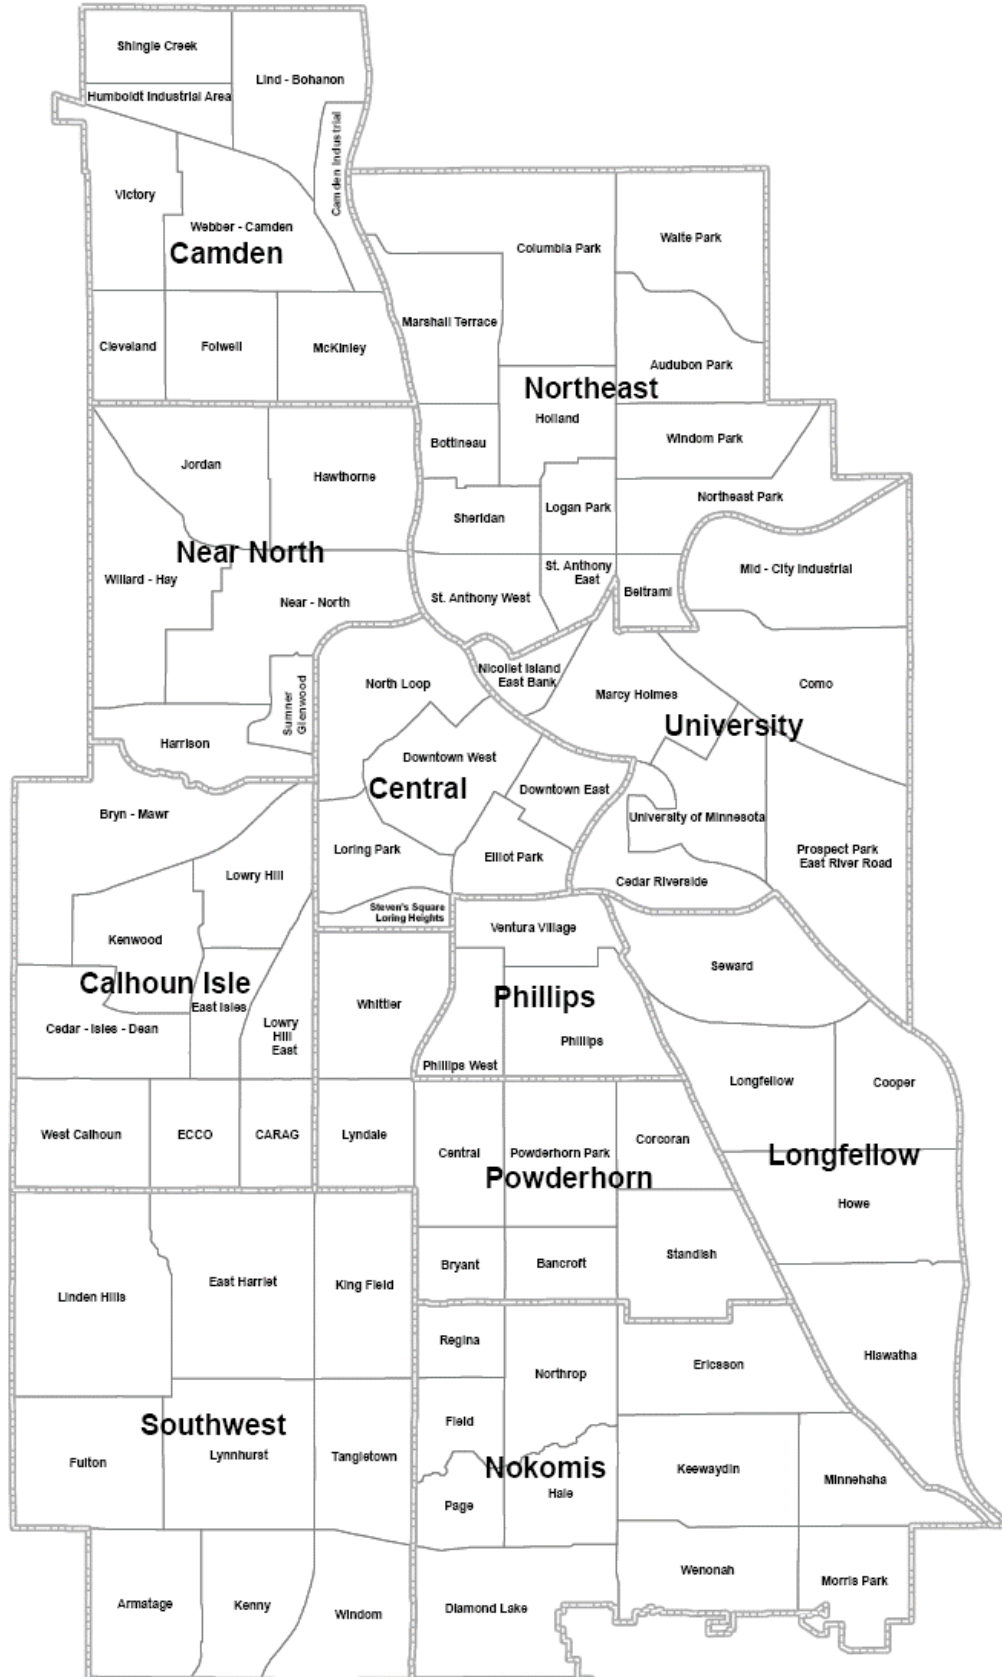 Shingle Creek
Lind - Bohanon
Humboldt Industrial Area
Camden Industrial
Victory
Webber - Camden
Camden
Cleveland
Folwell
McKinley
Columbia Park
Waite Park
Marshall Terrace
Audubon Park
Northeast
Holland
Bottineau
Windom Park
Sheridan
Logan Park
Northeast Park
St. Anthony West
St. Anthony
East
Beltrami
Jordan
Hawthorne
Near North
Willard - Hay
Near - North
Sumner
Glenwood
Harrison
Mid - City Industrial
Nicollet Island
East Bank
Marcy Holmes
Como
University
University of Minnesota
Prospect Park
East River Road
Cedar Riverside
North Loop
Downtown West
Central
Downtown East
Loring Park
Elliot Park
Steven's Square
Loring Heights
Bryn - Mawr
Lowry Hill
Kenwood
Calhoun Isle
East Isles
Cedar - Isles - Dean
Lowry
Hill
East
West Calhoun
ECCO
CARAG
Ventura Village
Phillips
Phillips
Phillips West
Whittier
Lyndale
Central
Powderhorn Park
Corcoran
Powderhorn
Bryant
Bancroft
Standish
Seward
Longfellow
Cooper
Longfellow
Howe
Hiawatha
Linden Hills
East Harriet
King Field
Southwest
Fulton
Lynnhurst
Tangletown
Armatage
Kenny
Windom
Regina
Northrop
Ericsson
Field
Nokomis
Hale
Page
Keewaydin
Minnehaha
Diamond Lake
Wenonah
Morris Park